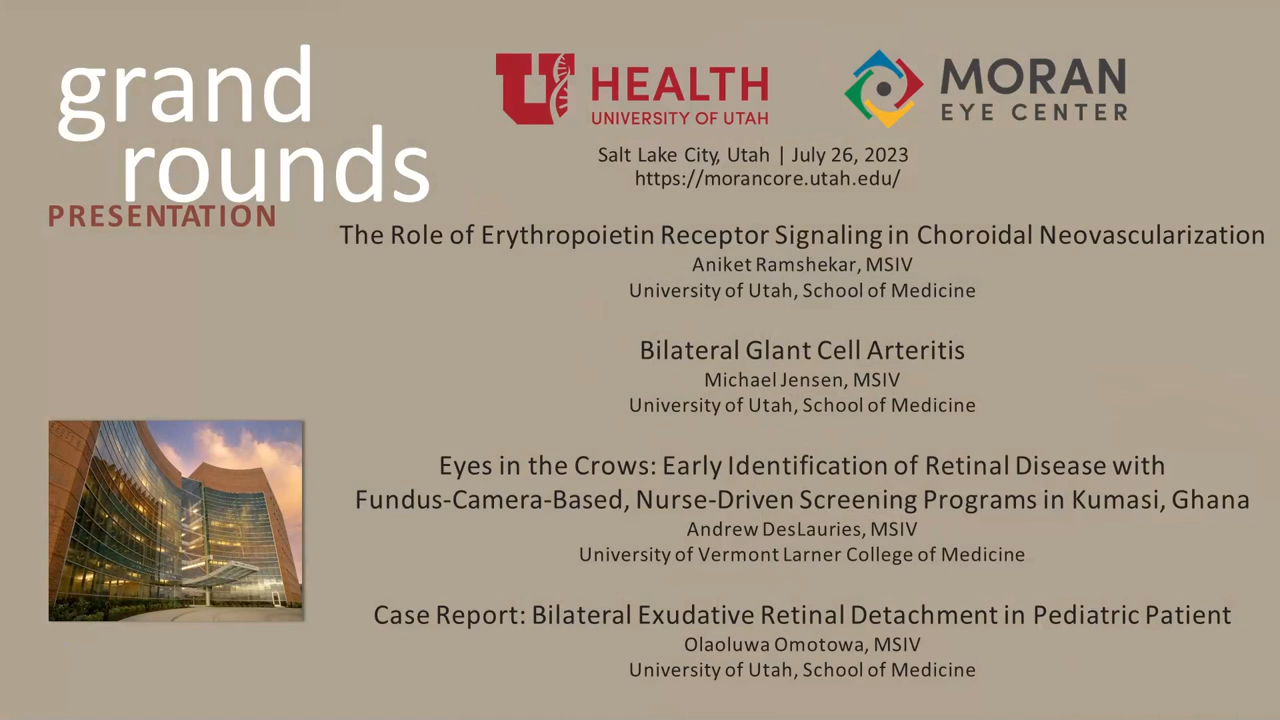 grand
rounds
PRESENTATION
HEALTH
UNIVERSITY OF UTAH
MORAN
EYE CENTER
Salt Lake City, Utah | July 26, 2023
https://morancore.utah.edu/
The Role of Erythropoietin Receptor Signaling in Choroidal Neovascularization
Aniket Ramshekar, MSIV
University of Utah, School of Medicine
Bilateral Glant Cell Arteritis
Michael Jensen, MSIV
University of Utah, School of Medicine
Eyes in the Crows: Early Identification of Retinal Disease with
Fundus-Camera-Based, Nurse-Driven Screening Programs in Kumasi, Ghana
Andrew DesLauries, MSIV
University of Vermont Larner College of Medicine
Case Report: Bilateral Exudative Retinal Detachment in Pediatric Patient
Olaoluwa Omotowa, MSIV
University of Utah, School of Medicine